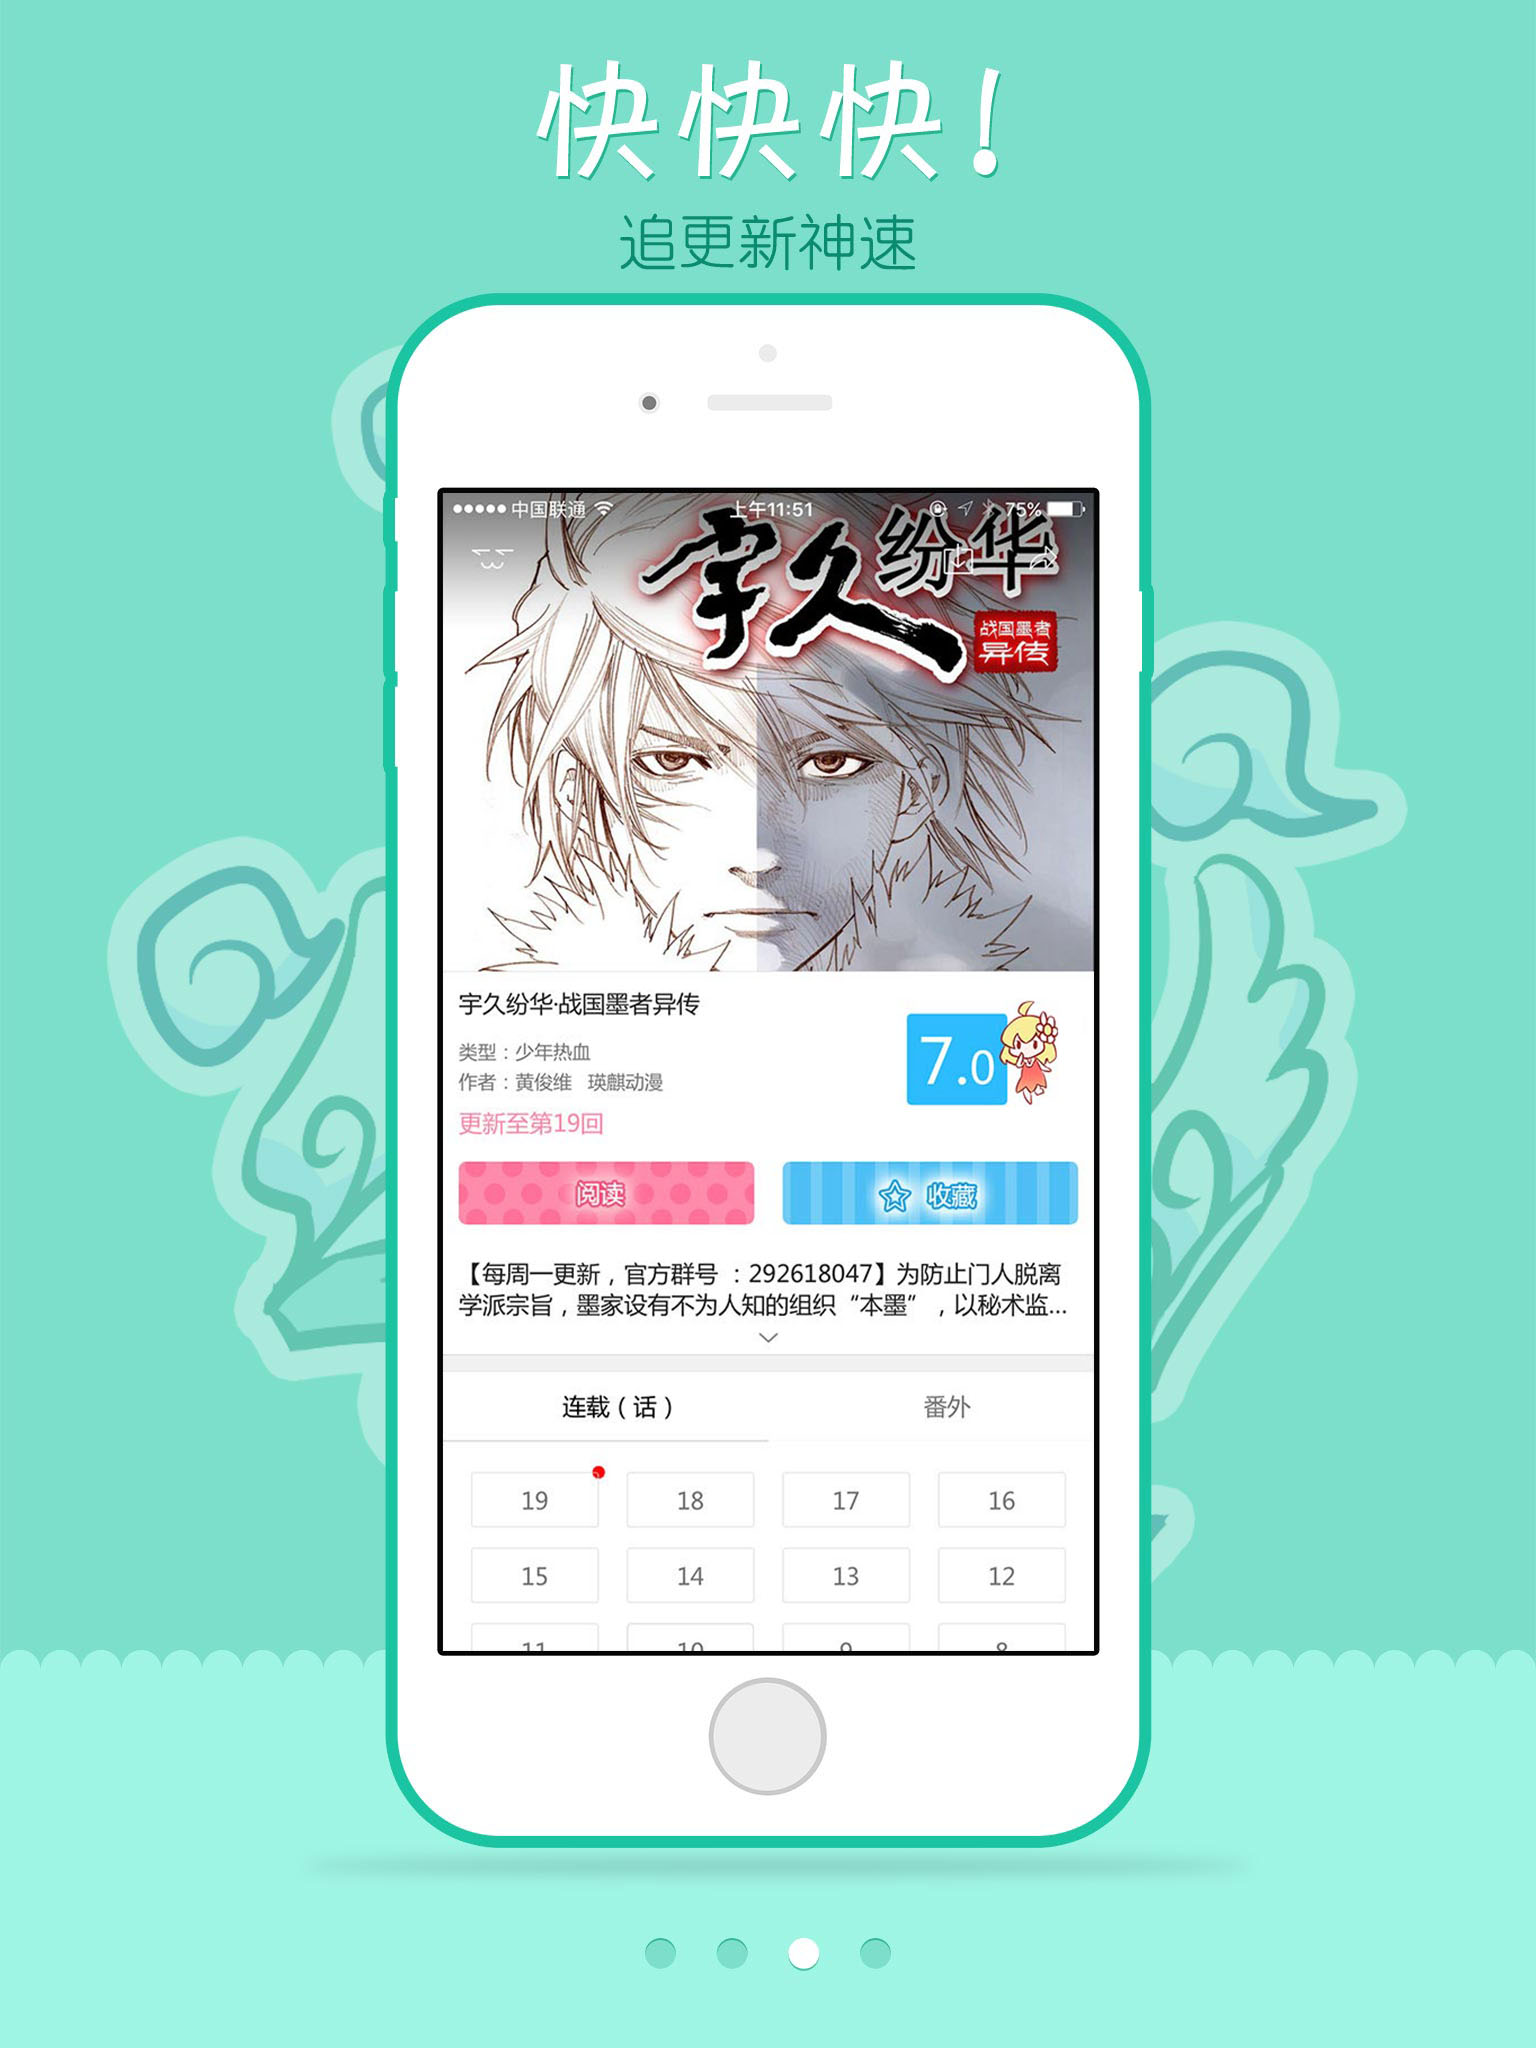 快快快!
追更新神速
中国联通 上午11:51 75%
宇久纷华
战国墨者
异传
宇久纷华·战国墨者异传
类型：少年热血
作者：黄俊维 瑛麒动漫
更新至第19回
7.0
阅读 收藏
【每周一更新，官方群号 ：292618047】为防止门人脱离
学派宗旨，墨家设有不为人知的组织“本墨”，以秘术监...
连载（话） 番外
19 18 17 16
15 14 13 12
11 10 9 8